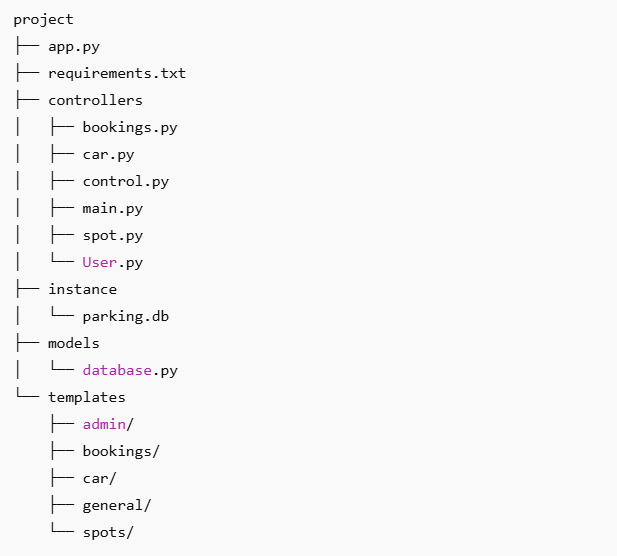 project
├── app.py
├── requirements.txt
├── controllers
│   ├── bookings.py
│   ├── car.py
│   ├── control.py
│   ├── main.py
│   ├── spot.py
│   └── User.py
├── instance
│   └── parking.db
├── models
│   └── database.py
└── templates
    ├── admin/
    ├── bookings/
    ├── car/
    ├── general/
    └── spots/